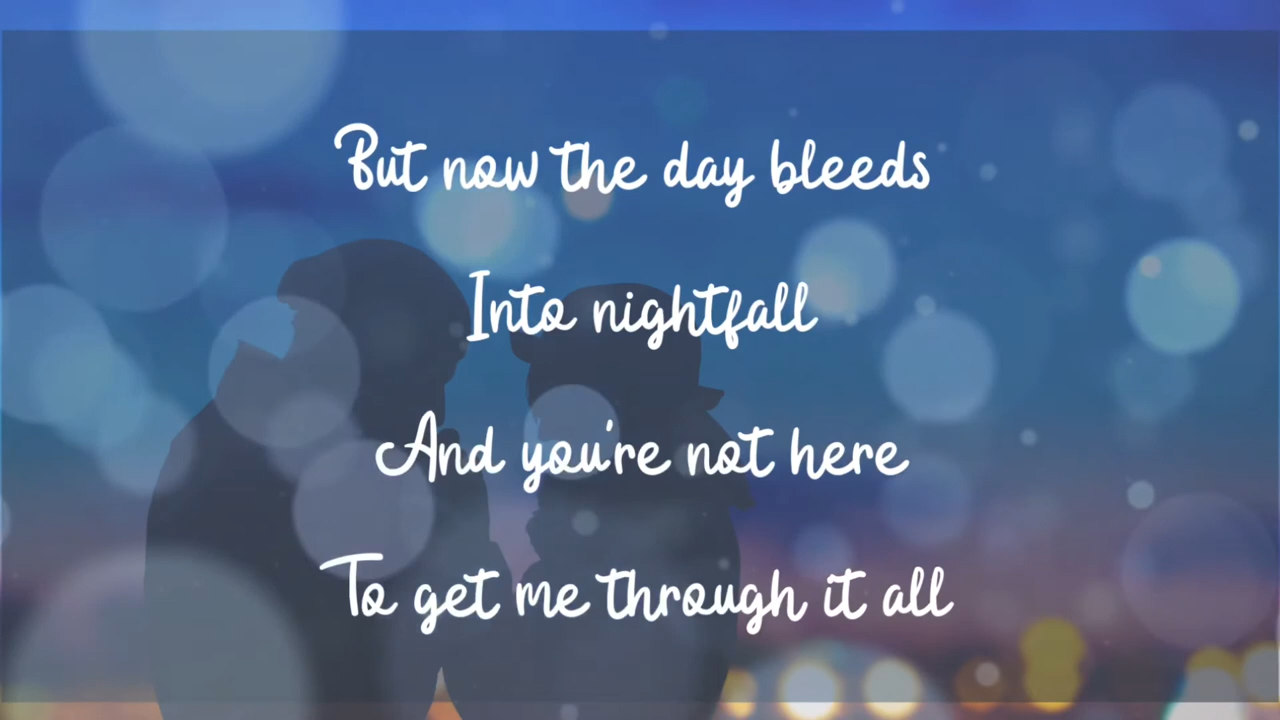 But now the day bleeds
Into nightfall
And you're not here
To get me through it all